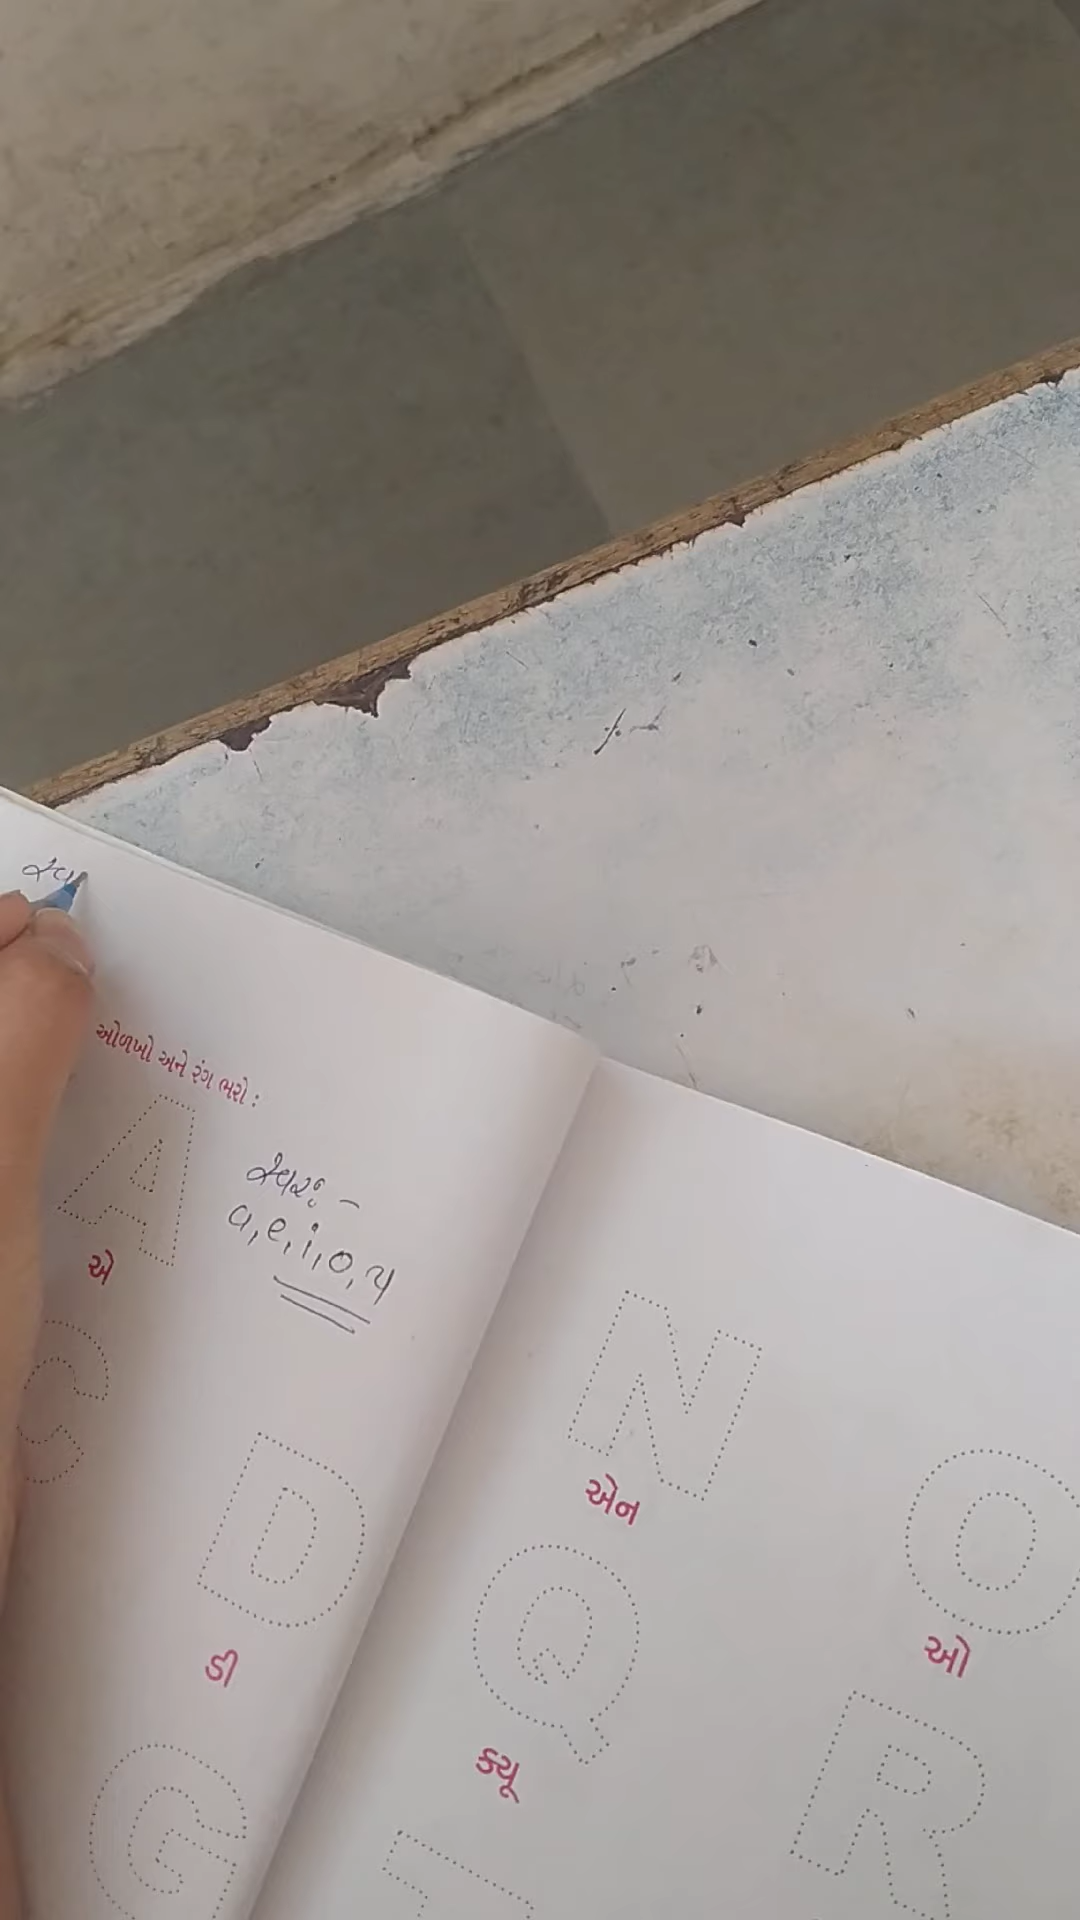 સ્વ
ઓળખો અને રંગ ભરો :
A
સ્વરઃ -
a, e, i, o, u
એ
C
N
D
એન
O
ડી
Q
ઓ
ક્યૂ
R
G